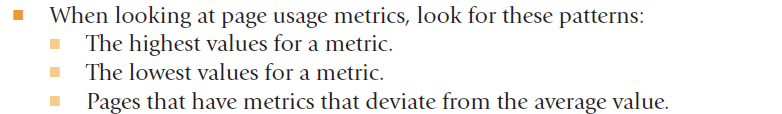 When looking at page usage metrics, look for these patterns:
The highest values for a metric.
The lowest values for a metric.
Pages that have metrics that deviate from the average value.